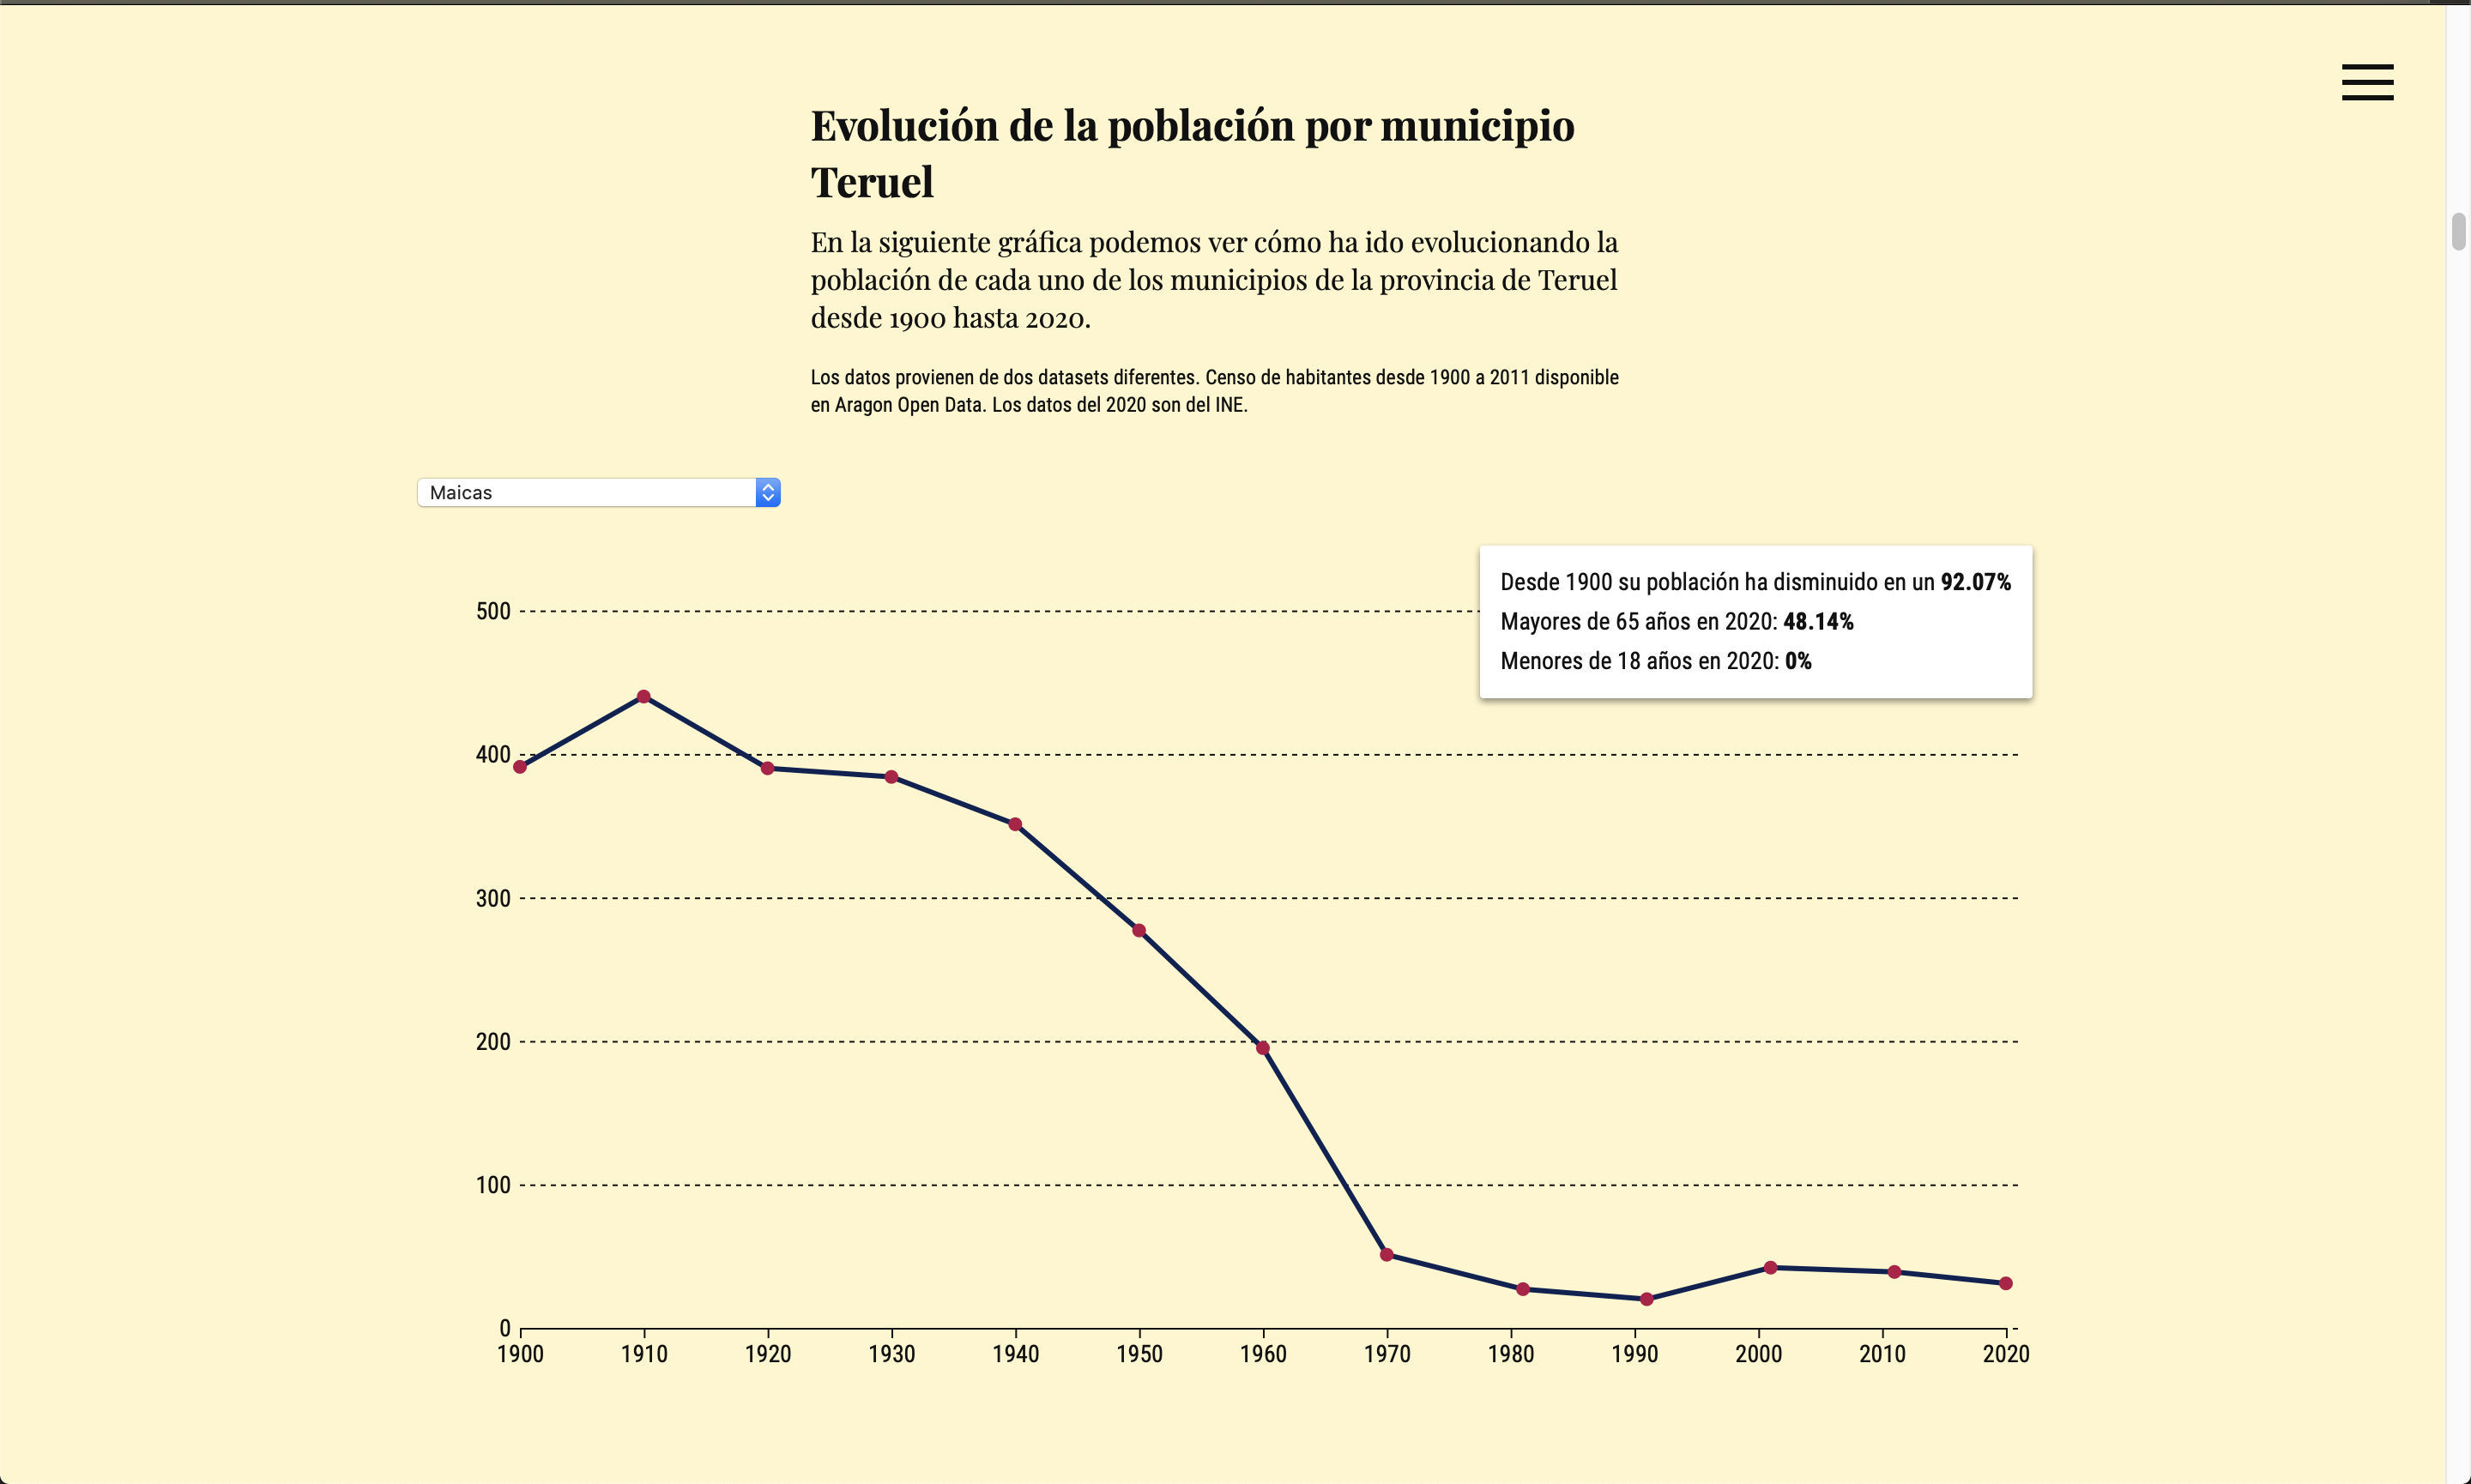 Evolución de la población por municipio
Teruel
En la siguiente gráfica podemos ver cómo ha ido evolucionando la
población de cada uno de los municipios de la provincia de Teruel
desde 1900 hasta 2020.
Los datos provienen de dos datasets diferentes. Censo de habitantes desde 1900 a 2011 disponible
en Aragon Open Data. Los datos del 2020 son del INE.
Maicas
Desde 1900 su población ha disminuido en un 92.07%
Mayores de 65 años en 2020: 48.14%
Menores de 18 años en 2020: 0%
500
400
300
200
100
0
1900 1910 1920 1930 1940 1950 1960 1970 1980 1990 2000 2010 2020